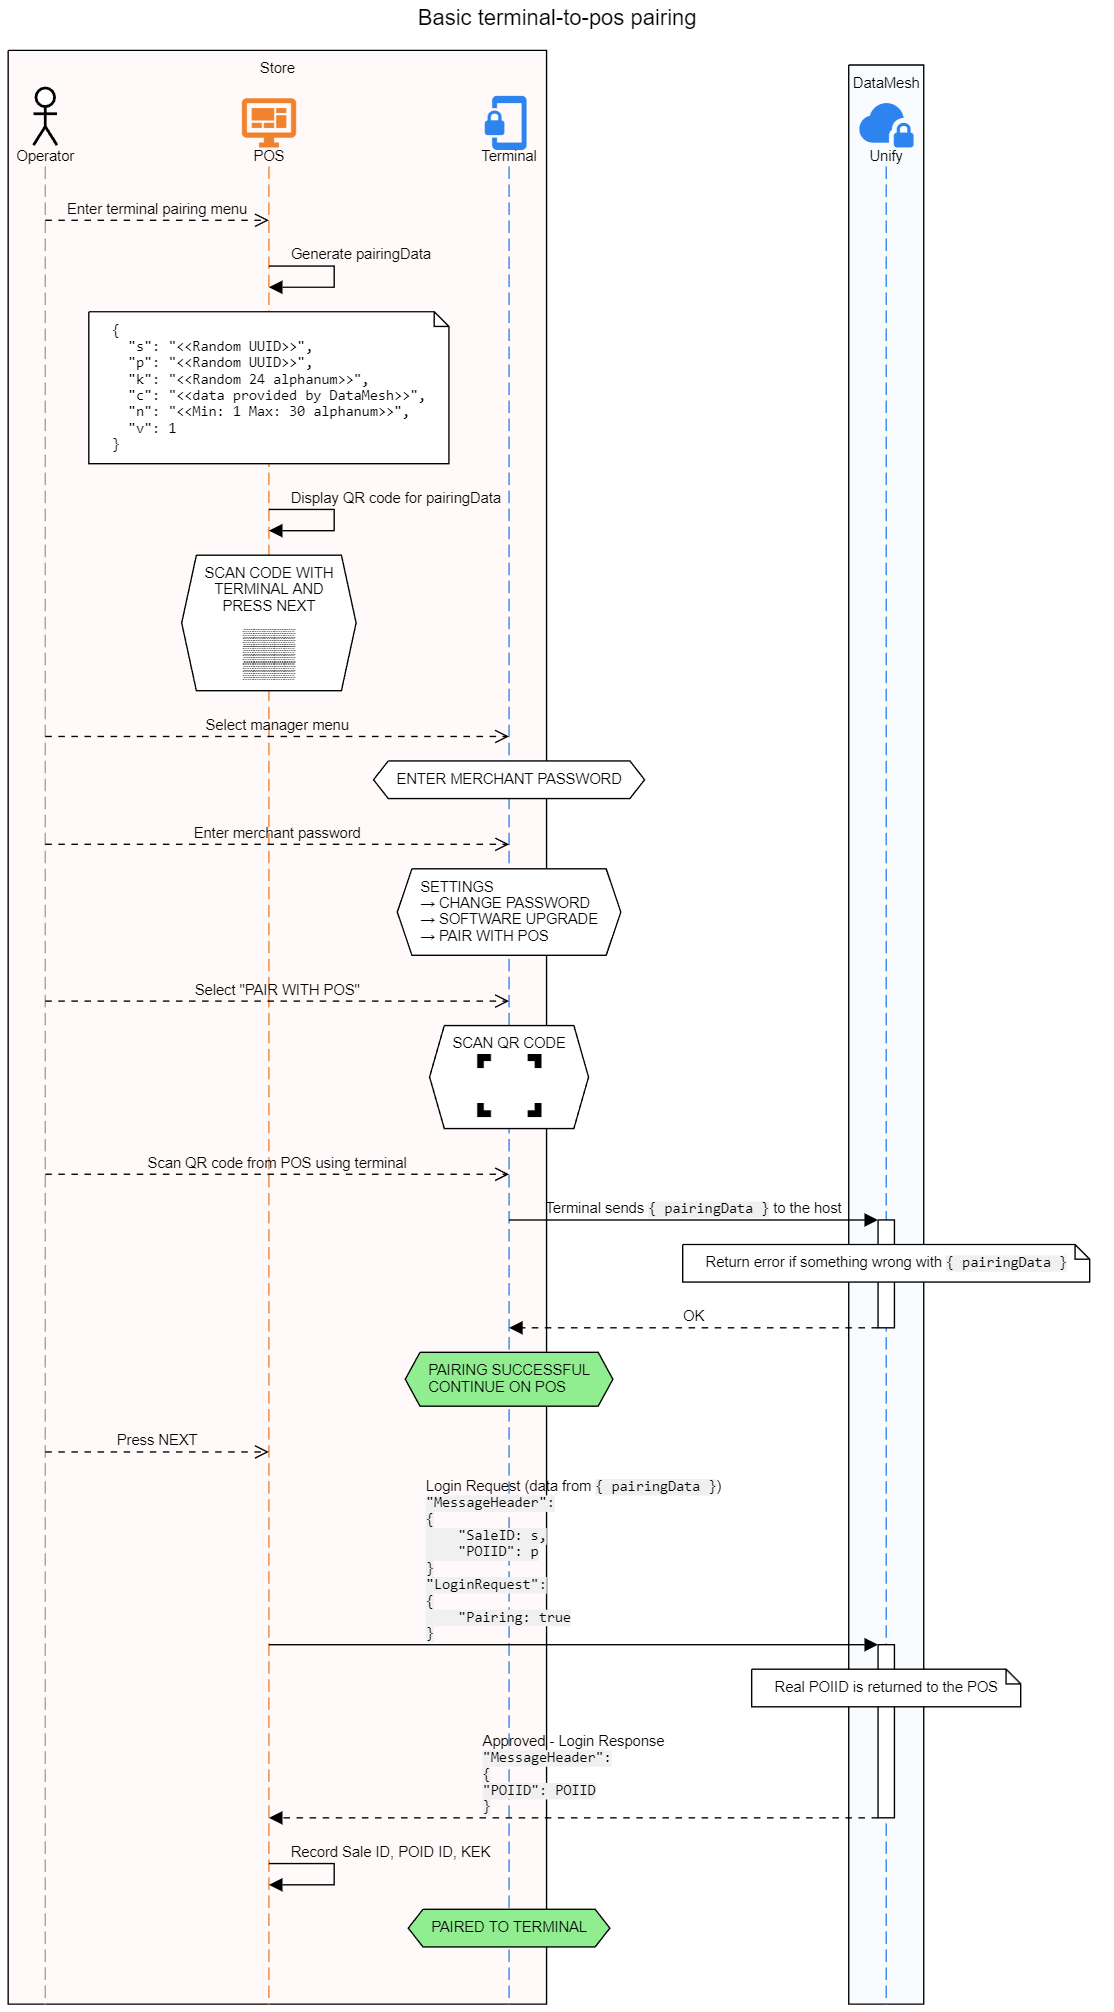 Basic terminal-to-pos pairing
Store
DataMesh
Operator
POS
Terminal
Unify
Enter terminal pairing menu
Generate pairingData
{
"s": "<<Random UUID>>",
"p": "<<Random UUID>>",
"k": "<<Random 24 alphanum>>",
"c": "<<data provided by DataMesh>>",
"n": "<<Min: 1 Max: 30 alphanum>>",
"v": 1
}
Display QR code for pairingData
SCAN CODE WITH
TERMINAL AND
PRESS NEXT
Select manager menu
ENTER MERCHANT PASSWORD
Enter merchant password
SETTINGS
→ CHANGE PASSWORD
→ SOFTWARE UPGRADE
→ PAIR WITH POS
Select "PAIR WITH POS"
SCAN QR CODE
Scan QR code from POS using terminal
Terminal sends { pairingData } to the host
Return error if something wrong with { pairingData }
OK
PAIRING SUCCESSFUL
CONTINUE ON POS
Press NEXT
Login Request (data from { pairingData })
"MessageHeader":
{
"SaleID: s,
"POIID": p
}
"LoginRequest":
{
"Pairing: true
}
Real POIID is returned to the POS
Approved - Login Response
"MessageHeader":
{
"POIID": POIID
}
Record Sale ID, POID ID, KEK
PAIRED TO TERMINAL